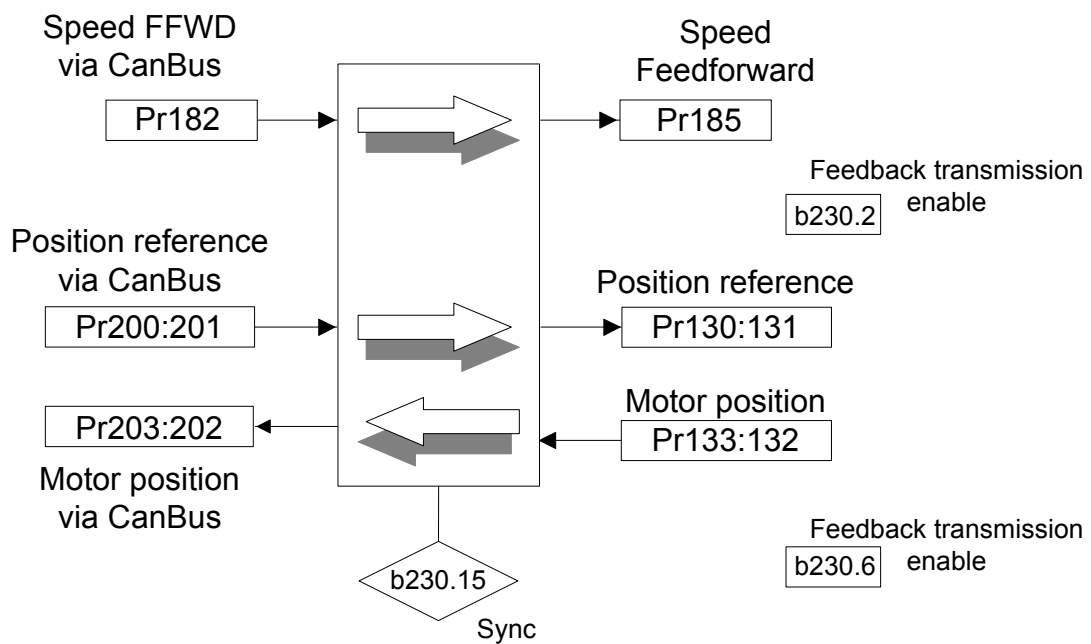 Speed FFWD
via CanBus
Pr182
Speed
Feedforward
Pr185
Feedback transmission
enable
b230.2
Position reference
via CanBus
Pr200:201
Position reference
Pr130:131
Pr203:202
Motor position
via CanBus
Motor position
Pr133:132
b230.15
Sync
Feedback transmission
enable
b230.6